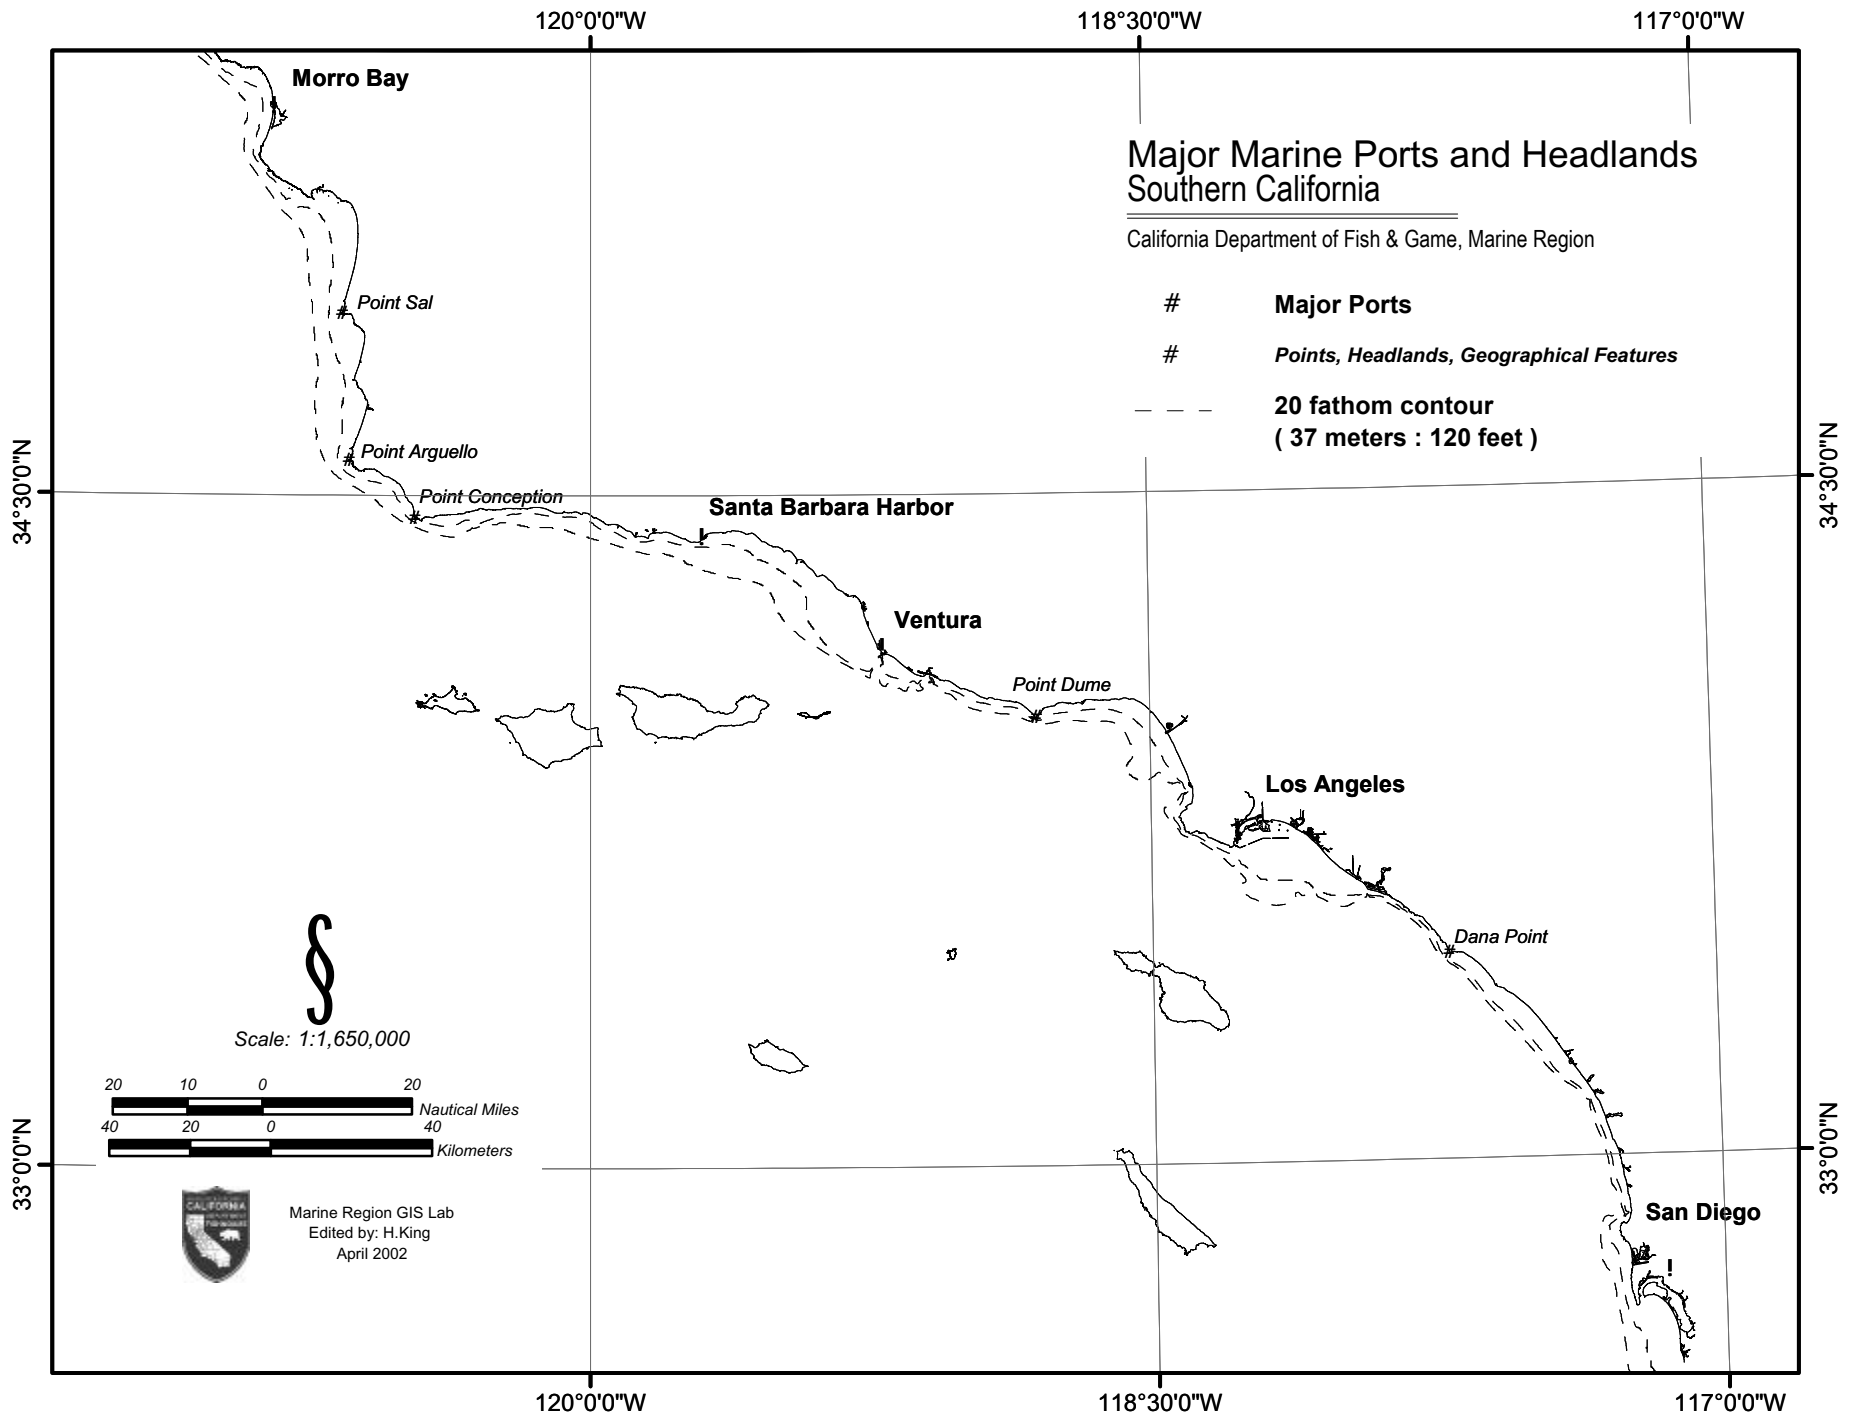 120°0'0"W 118°30'0"W 117°0'0"W
Morro Bay
Major Marine Ports and Headlands
Southern California
California Department of Fish & Game, Marine Region
# Major Ports
# Points, Headlands, Geographical Features
20 fathom contour
( 37 meters : 120 feet )
Point Sal
#
Point Arguello
#
34°30'0"N
34°30'0"N
Point Conception
#
Santa Barbara Harbor
!
Ventura
!
Point Dume
#
Los Angeles
Dana Point
#
§
Scale: 1:1,650,000
20 10 0 20
Nautical Miles
40 20 0 40
Kilometers
33°0'0"N
33°0'0"N
CALIFORNIA
Marine Region GIS Lab
Edited by: H.King
April 2002
San Diego
!
120°0'0"W 118°30'0"W 117°0'0"W